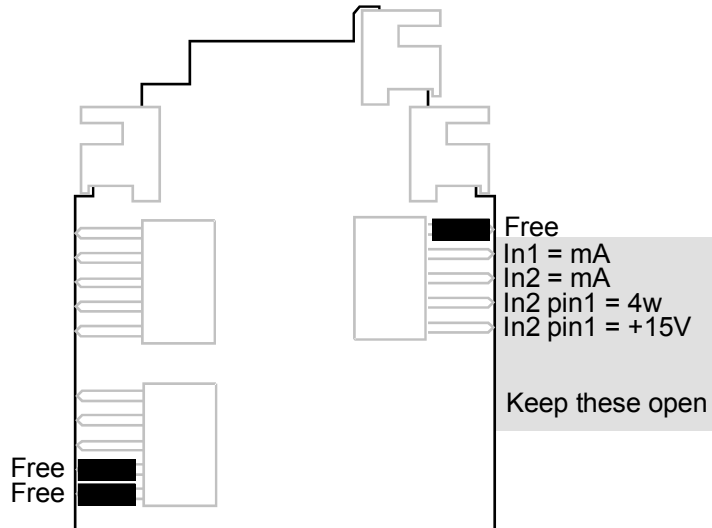 Free
In1 = mA
In2 = mA
In2 pin1 = 4w
In2 pin1 = +15V
Keep these open
Free
Free